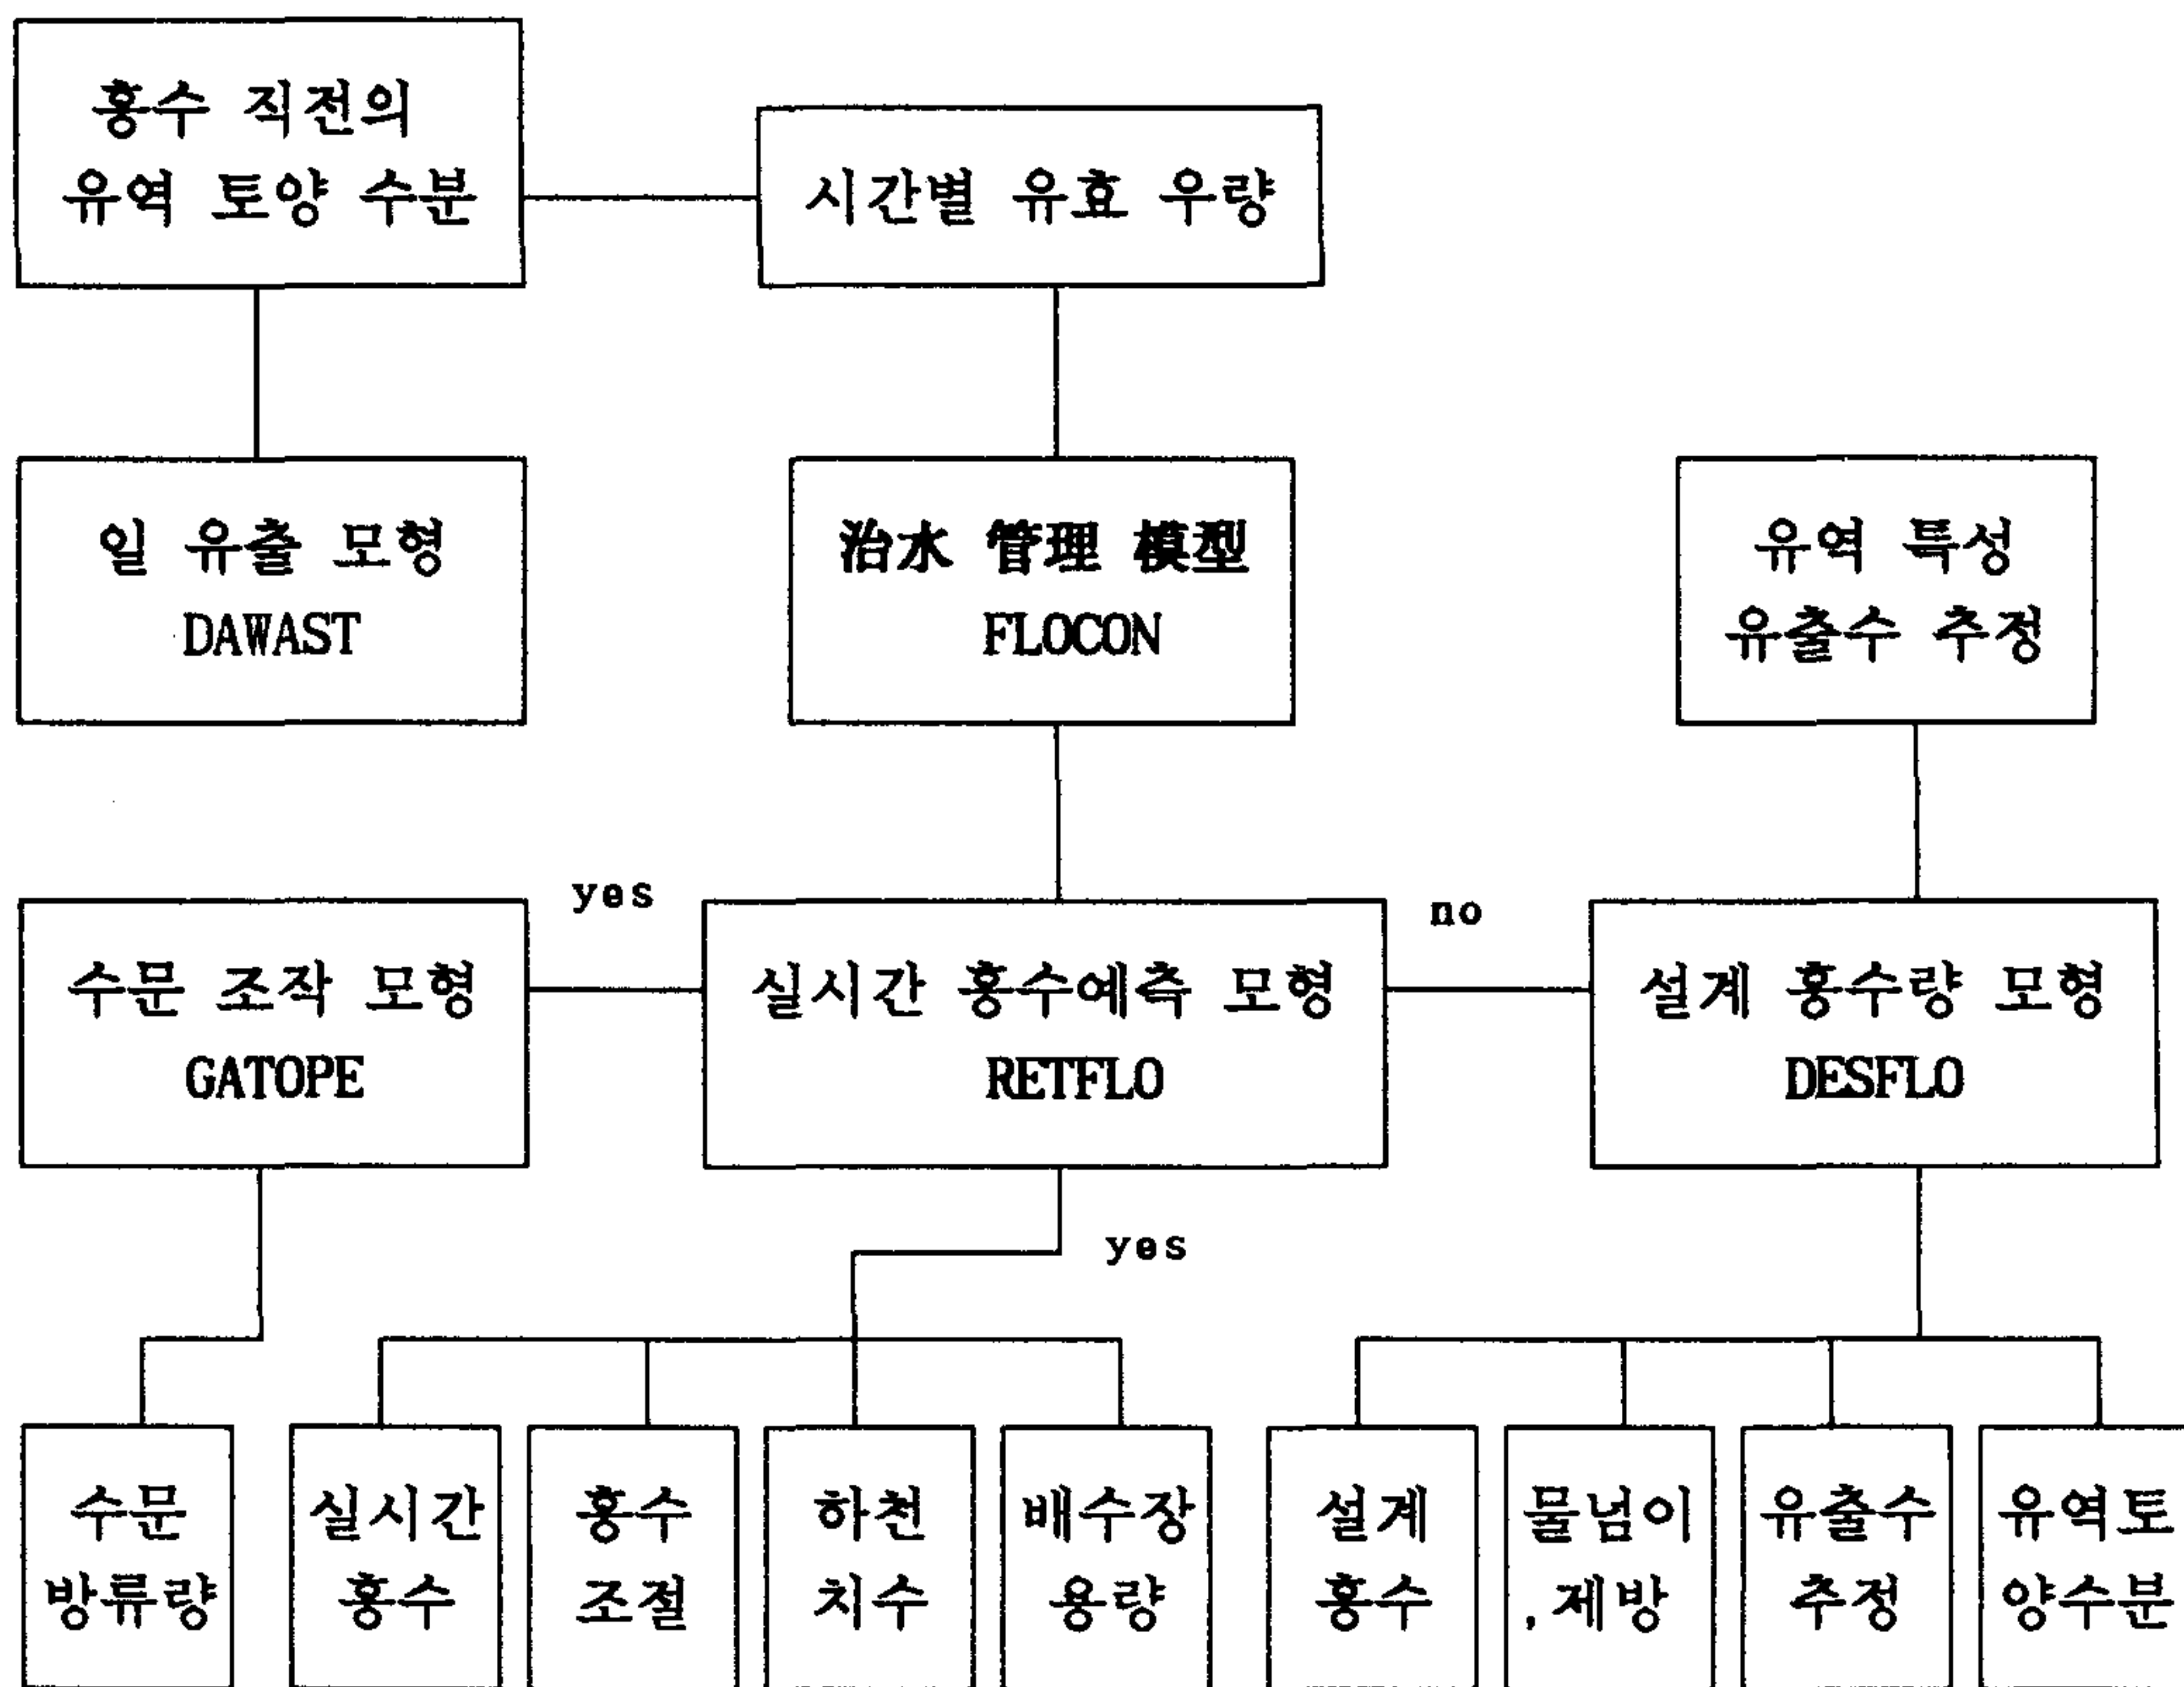 홍수 직전의
유역 토양 수분
시간별 유효 우량
일 유출 모형
DAWAST
治水 管理 模型
FLOCON
유역 특성
유출수 추정
yes
no
수문 조작 모형
GATOPE
실시간 홍수예측 모형
RETFLO
설계 홍수량 모형
DESFLO
yes
수문
방류량
실시간
홍수
홍수
조절
하천
치수
배수장
용량
설계
홍수
물넘이
,제방
유출수
추정
유역토
양수분